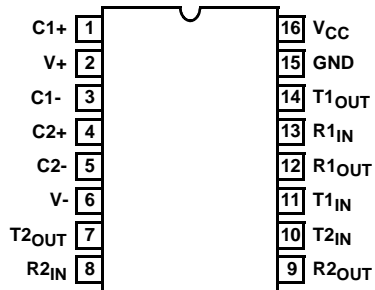 C1+ 1 16 VCC
V+ 2 15 GND
C1- 3 14 T1OUT
C2+ 4 13 R1IN
C2- 5 12 R1OUT
V- 6 11 T1IN
T2OUT 7 10 T2IN
R2IN 8 9 R2OUT